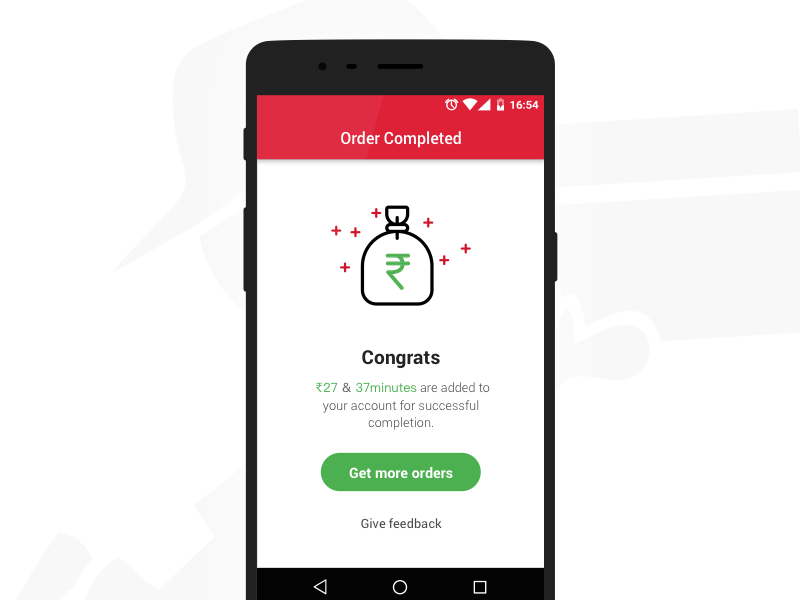 16:54
Order Completed
₹
Congrats
₹27 & 37minutes are added to
your account for successful
completion.
Get more orders
Give feedback